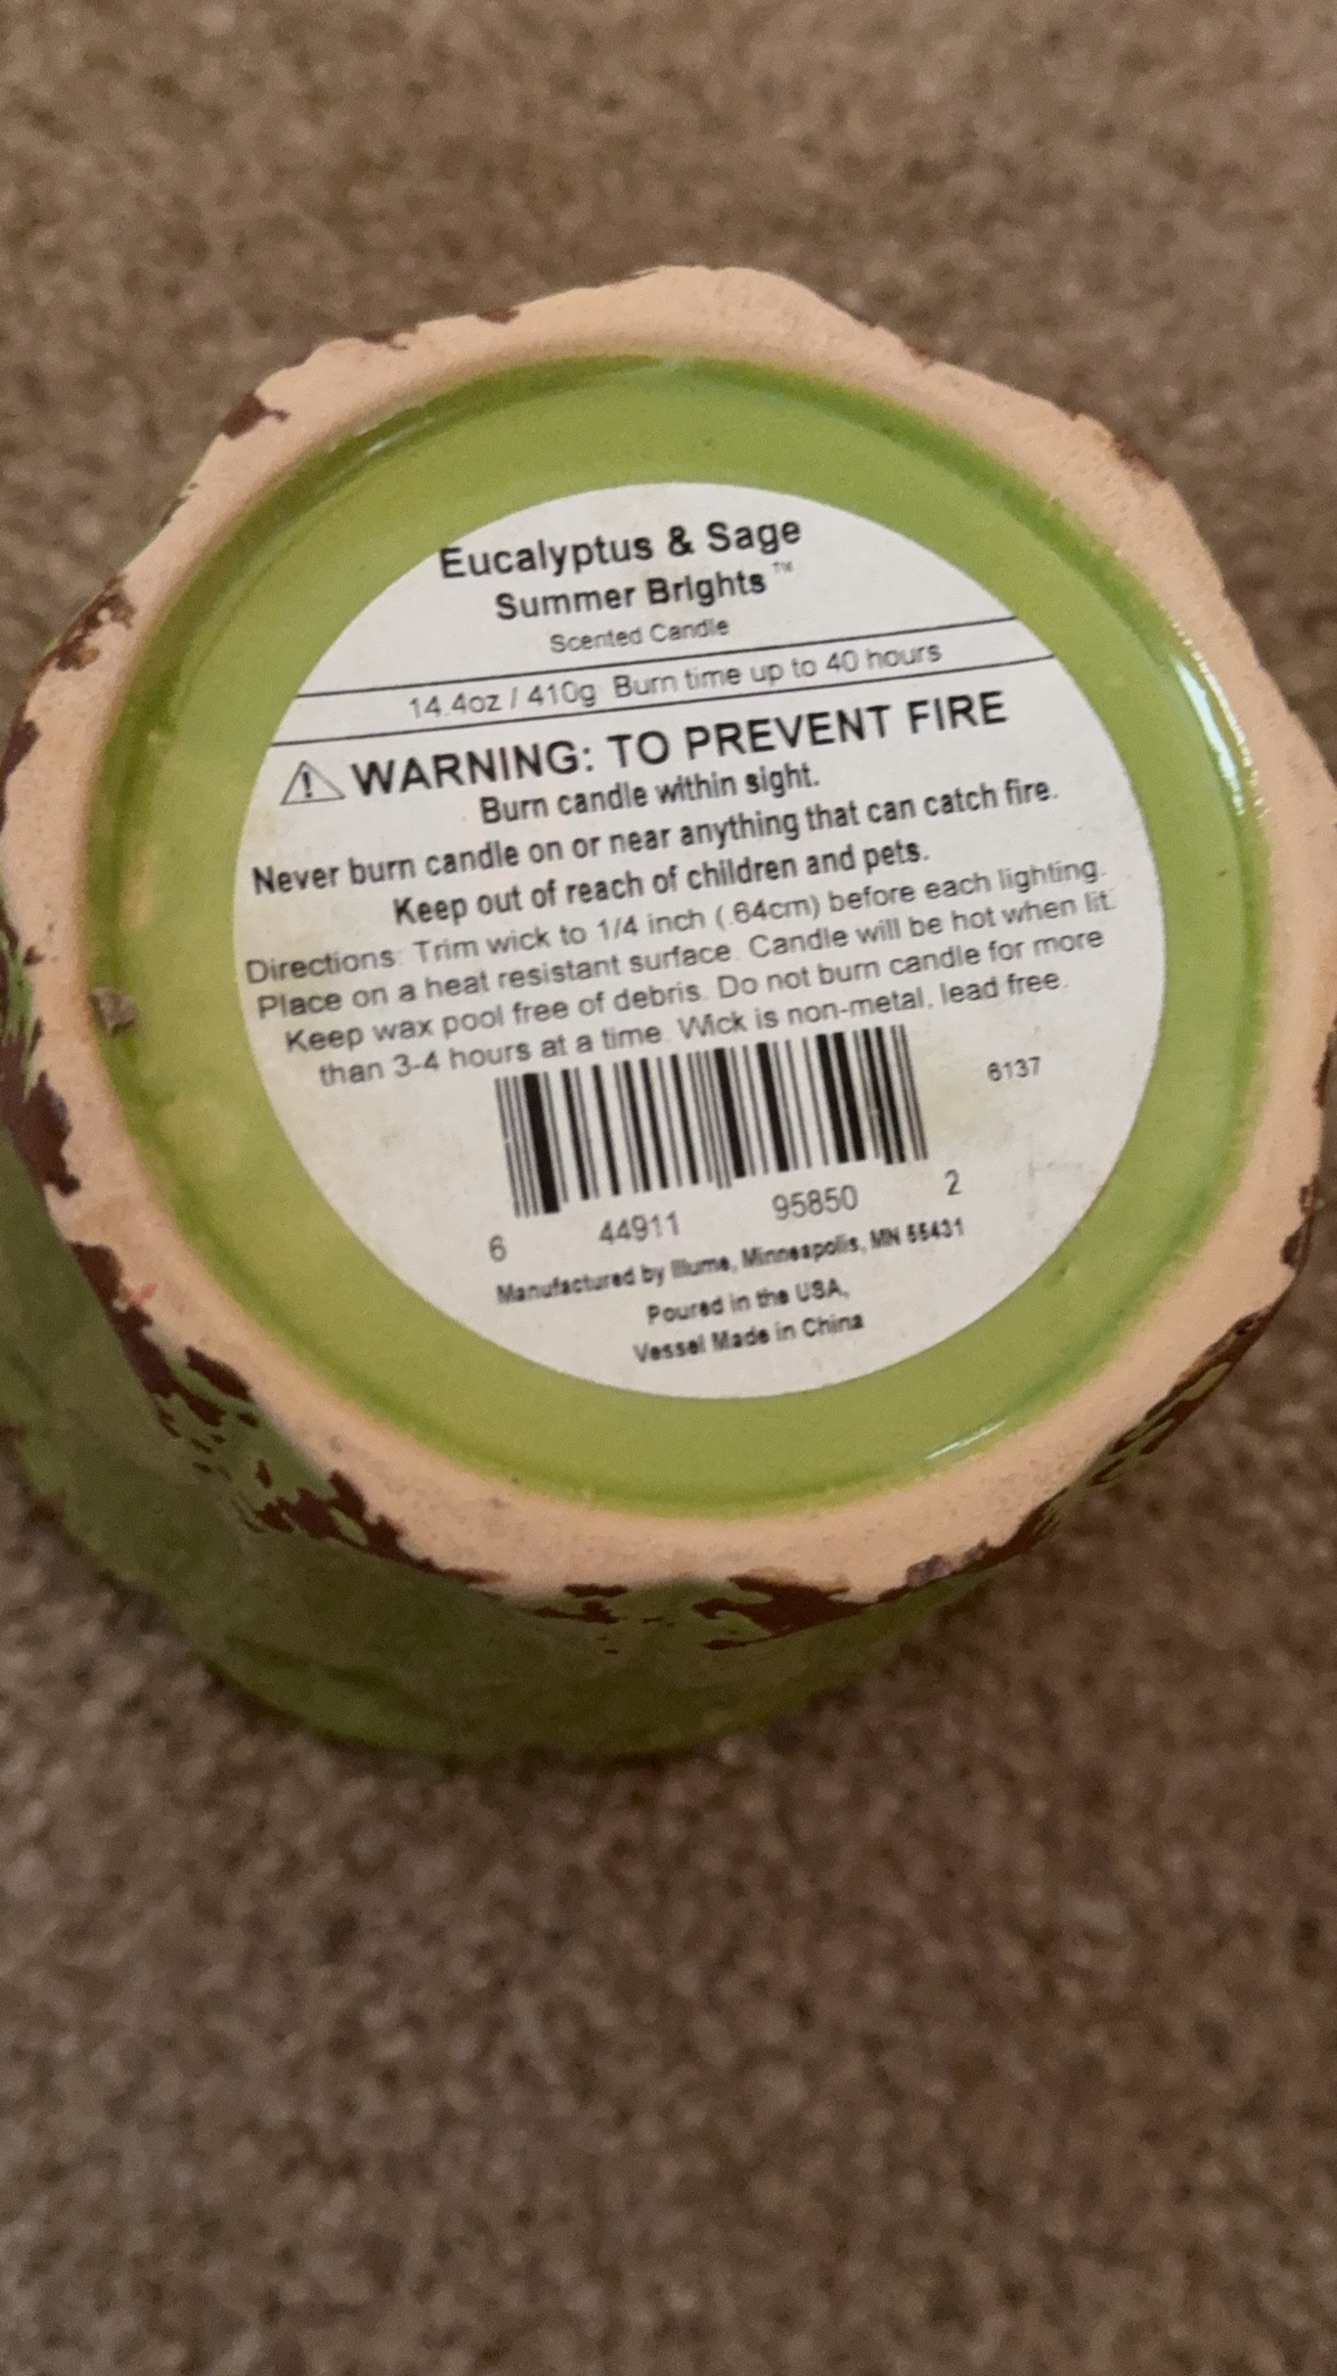 Eucalyptus & Sage
Summer Brights™
Scented Candle
14.4oz / 410g Burn time up to 40 hours
⚠ WARNING: TO PREVENT FIRE
Burn candle within sight.
Never burn candle on or near anything that can catch fire.
Keep out of reach of children and pets.
Directions: Trim wick to 1/4 inch (.64cm) before each lighting.
Place on a heat resistant surface. Candle will be hot when lit.
Keep wax pool free of debris. Do not burn candle for more
than 3-4 hours at a time. Wick is non-metal, lead free.
6137
6 44911 95850 2
Manufactured by Illume, Minneapolis, MN 55431
Poured in the USA,
Vessel Made in China